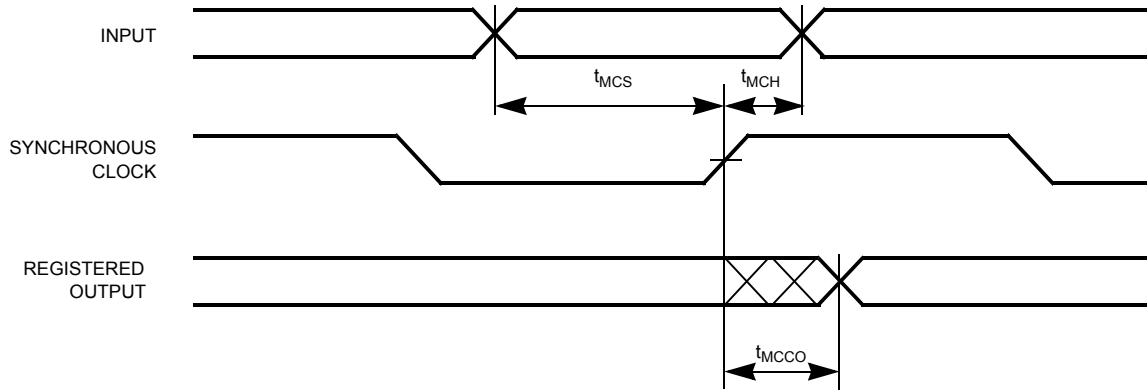 INPUT
tMCS
tMCH
SYNCHRONOUS
CLOCK
REGISTERED
OUTPUT
tMCCO